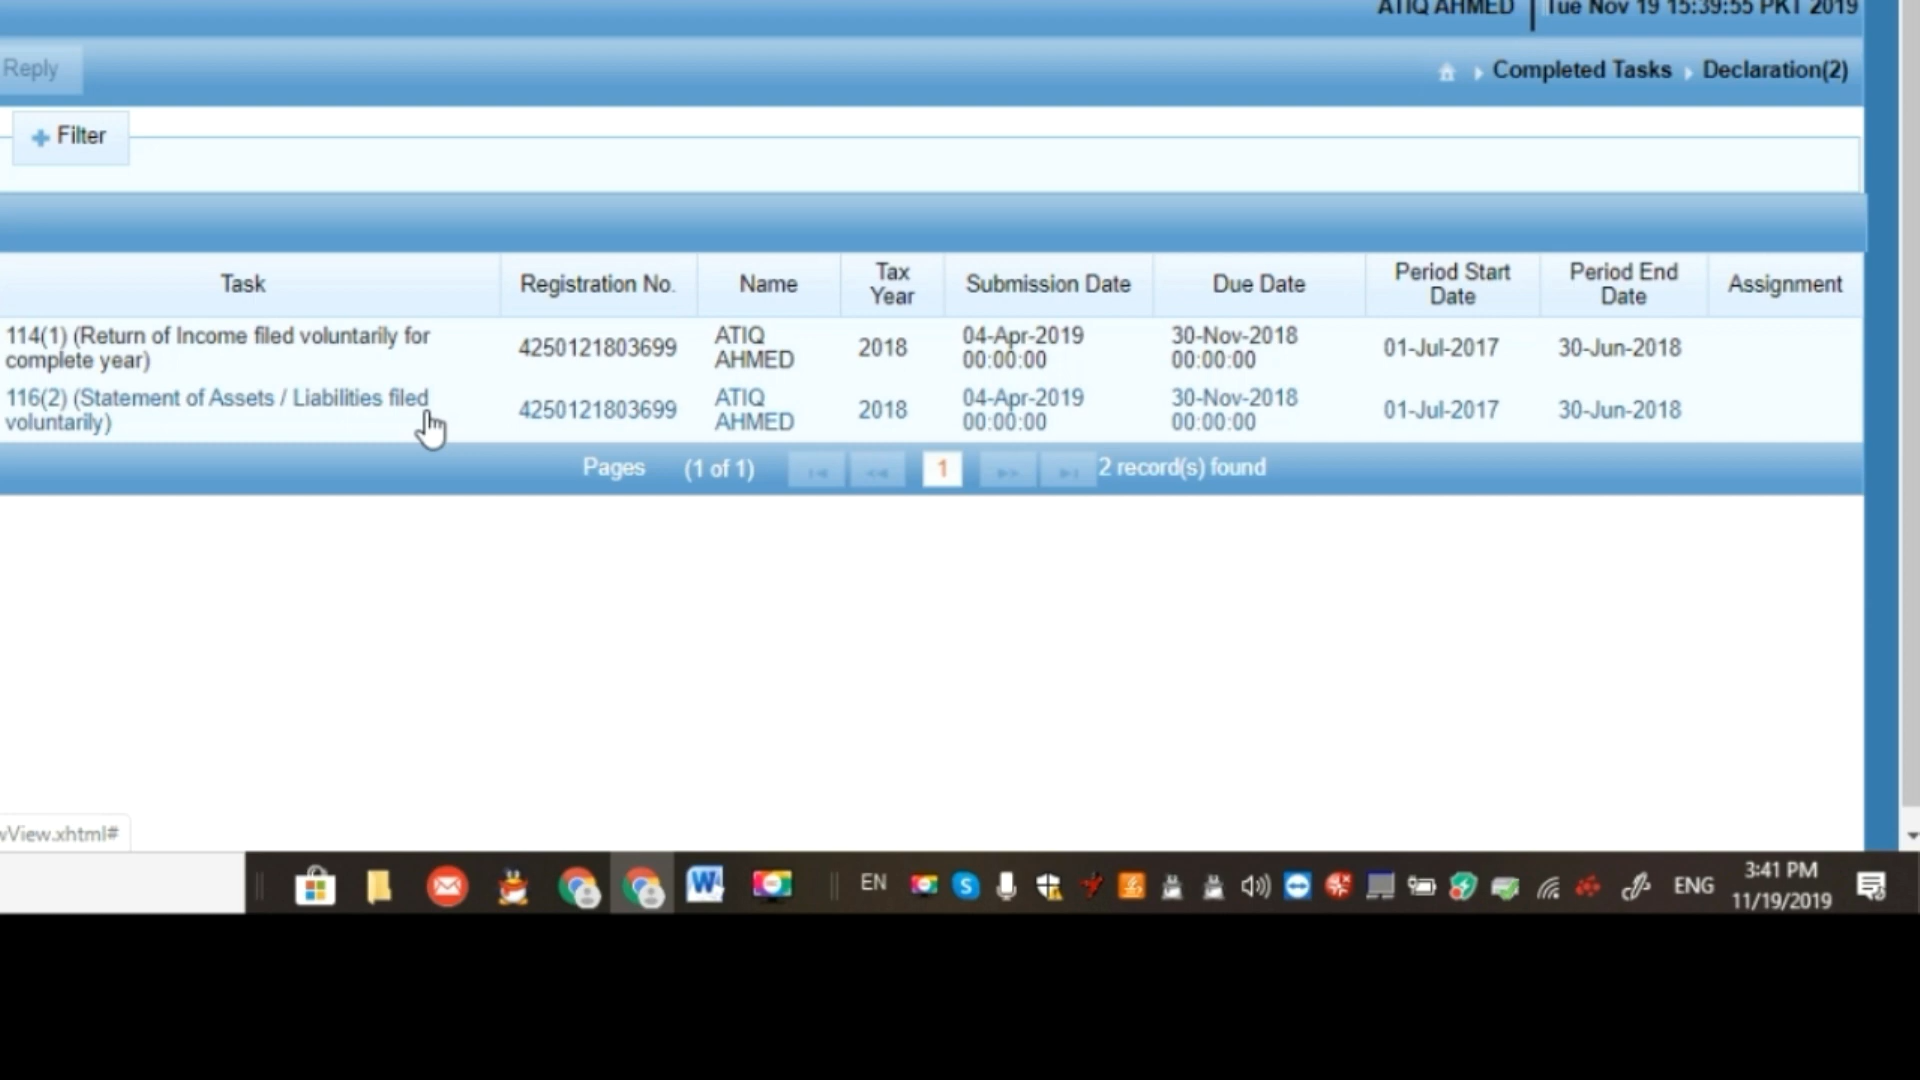 ATIQ AHMED Tue Nov 19 15:39:55 PKT 2019
Reply
Completed Tasks Declaration(2)
Filter
Task Registration No. Name Tax Year Submission Date Due Date Period Start Date Period End Date Assignment
114(1) (Return of Income filed voluntarily for complete year) 4250121803699 ATIQ AHMED 2018 04-Apr-2019 00:00:00 30-Nov-2018 00:00:00 01-Jul-2017 30-Jun-2018
116(2) (Statement of Assets / Liabilities filed voluntarily) 4250121803699 ATIQ AHMED 2018 04-Apr-2019 00:00:00 30-Nov-2018 00:00:00 01-Jul-2017 30-Jun-2018
Pages (1 of 1) 1 2 record(s) found
vView.xhtml#
EN ENG 3:41 PM
11/19/2019